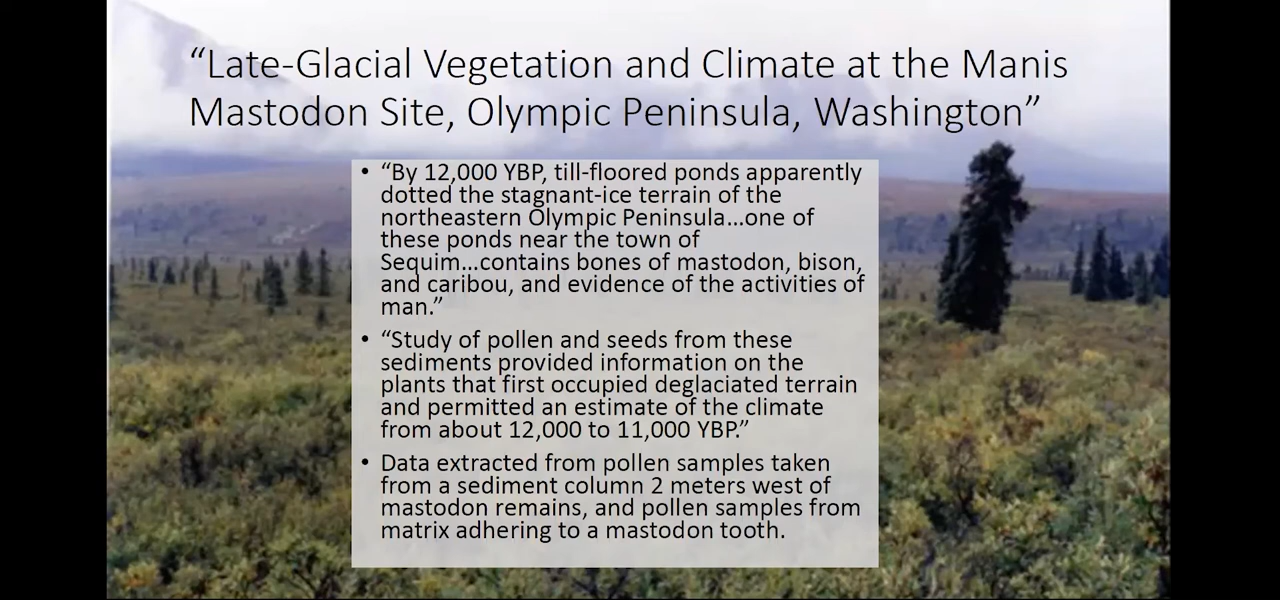 “Late-Glacial Vegetation and Climate at the Manis
Mastodon Site, Olympic Peninsula, Washington”
• “By 12,000 YBP, till-floored ponds apparently
dotted the stagnant-ice terrain of the
northeastern Olympic Peninsula...one of
these ponds near the town of
Sequim...contains bones of mastodon, bison,
and caribou, and evidence of the activities of
man.”
• “Study of pollen and seeds from these
sediments provided information on the
plants that first occupied deglaciated terrain
and permitted an estimate of the climate
from about 12,000 to 11,000 YBP.”
• Data extracted from pollen samples taken
from a sediment column 2 meters west of
mastodon remains, and pollen samples from
matrix adhering to a mastodon tooth.